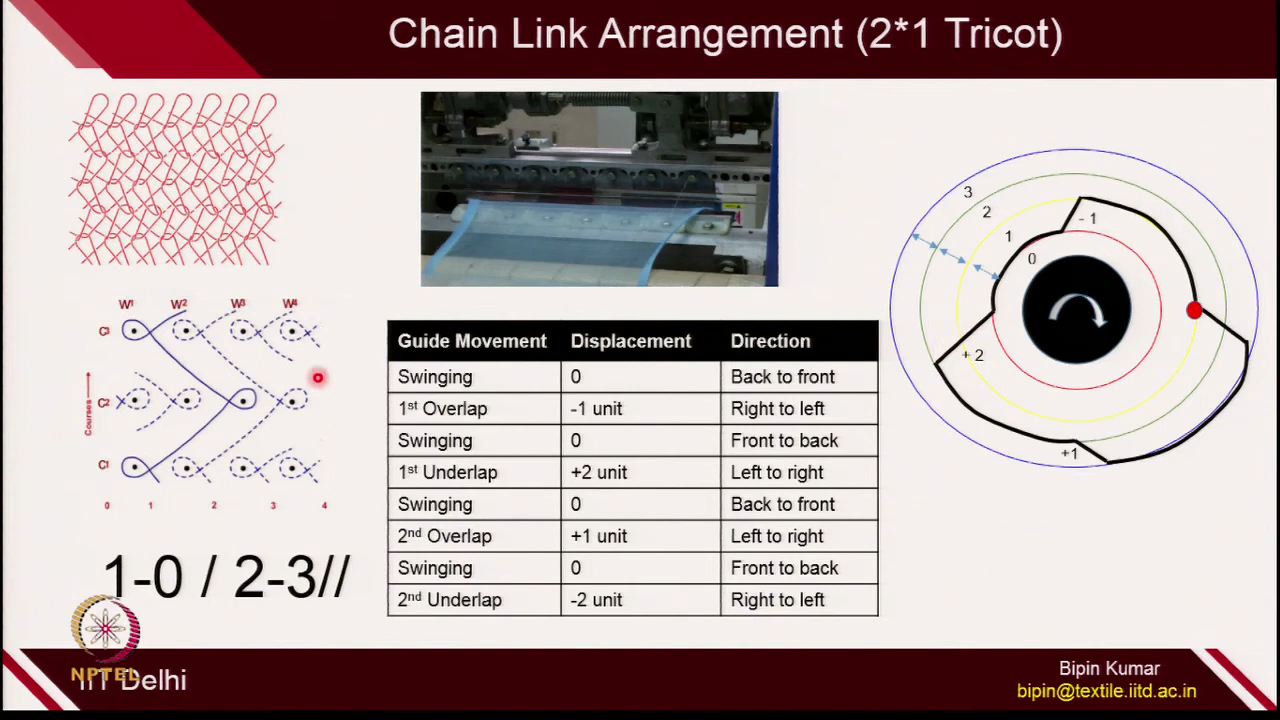 Chain Link Arrangement (2*1 Tricot)
W1 W2 W3 W4
C3
C2
C1
Courses
0 1 2 3 4
1-0 / 2-3//
Guide Movement Displacement Direction
Swinging 0 Back to front
1st Overlap -1 unit Right to left
Swinging 0 Front to back
1st Underlap +2 unit Left to right
Swinging 0 Back to front
2nd Overlap +1 unit Left to right
Swinging 0 Front to back
2nd Underlap -2 unit Right to left
3
2
1
0
- 1
+ 2
+1
NPTEL
IIT Delhi
Bipin Kumar
bipin@textile.iitd.ac.in